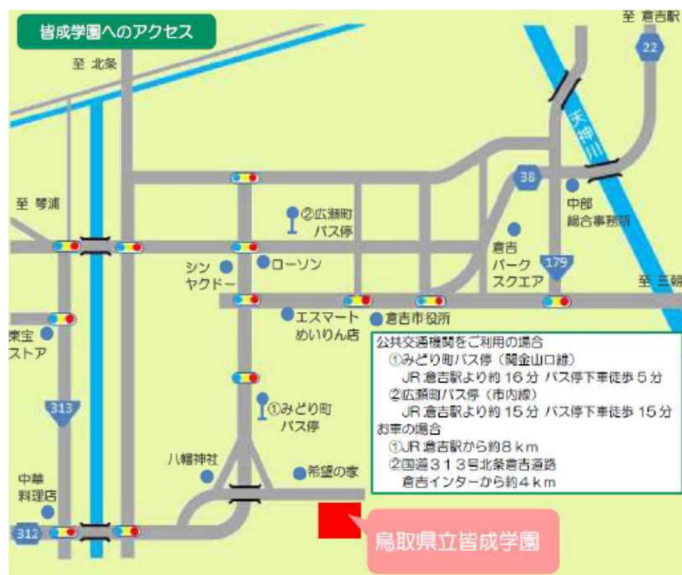 皆成学園へのアクセス
至 倉吉駅
22
至 北条
天神川
38
中部
総合事務所
至 琴浦
②広瀬町
バス停
倉吉
パーク
スクエア
179
シン
ヤクドー
ローソン
至 三朝
エスマート
めいりん店
倉吉市役所
東宝
ストア
公共交通機関をご利用の場合
①みどり町バス停（関金山口線）
JR倉吉駅より約16分 バス停下車徒歩5分
②広瀬町バス停（市内線）
JR倉吉駅より約15分 バス停下車徒歩15分
お車の場合
①JR倉吉駅から約8km
②国道313号北条倉吉道路
倉吉インターから約4km
313
①みどり町
バス停
八幡神社
希望の家
中華
料理店
312
鳥取県立皆成学園